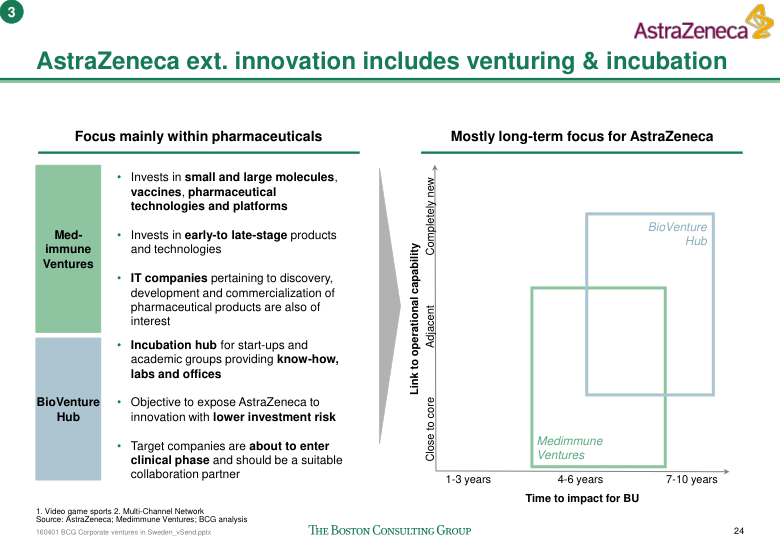 3
AstraZeneca
AstraZeneca ext. innovation includes venturing & incubation
Focus mainly within pharmaceuticals
Med-
immune
Ventures
• Invests in small and large molecules,
vaccines, pharmaceutical
technologies and platforms
• Invests in early-to late-stage products
and technologies
• IT companies pertaining to discovery,
development and commercialization of
pharmaceutical products are also of
interest
BioVenture
Hub
• Incubation hub for start-ups and
academic groups providing know-how,
labs and offices
• Objective to expose AstraZeneca to
innovation with lower investment risk
• Target companies are about to enter
clinical phase and should be a suitable
collaboration partner
Mostly long-term focus for AstraZeneca
Link to operational capability
Completely new
Adjacent
Close to core
BioVenture
Hub
Medimmune
Ventures
1-3 years
4-6 years
7-10 years
Time to impact for BU
1. Video game sports 2. Multi-Channel Network
Source: AstraZeneca; Medimmune Ventures; BCG analysis
160401 BCG Corporate ventures in Sweden_vSend.pptx
THE BOSTON CONSULTING GROUP
24